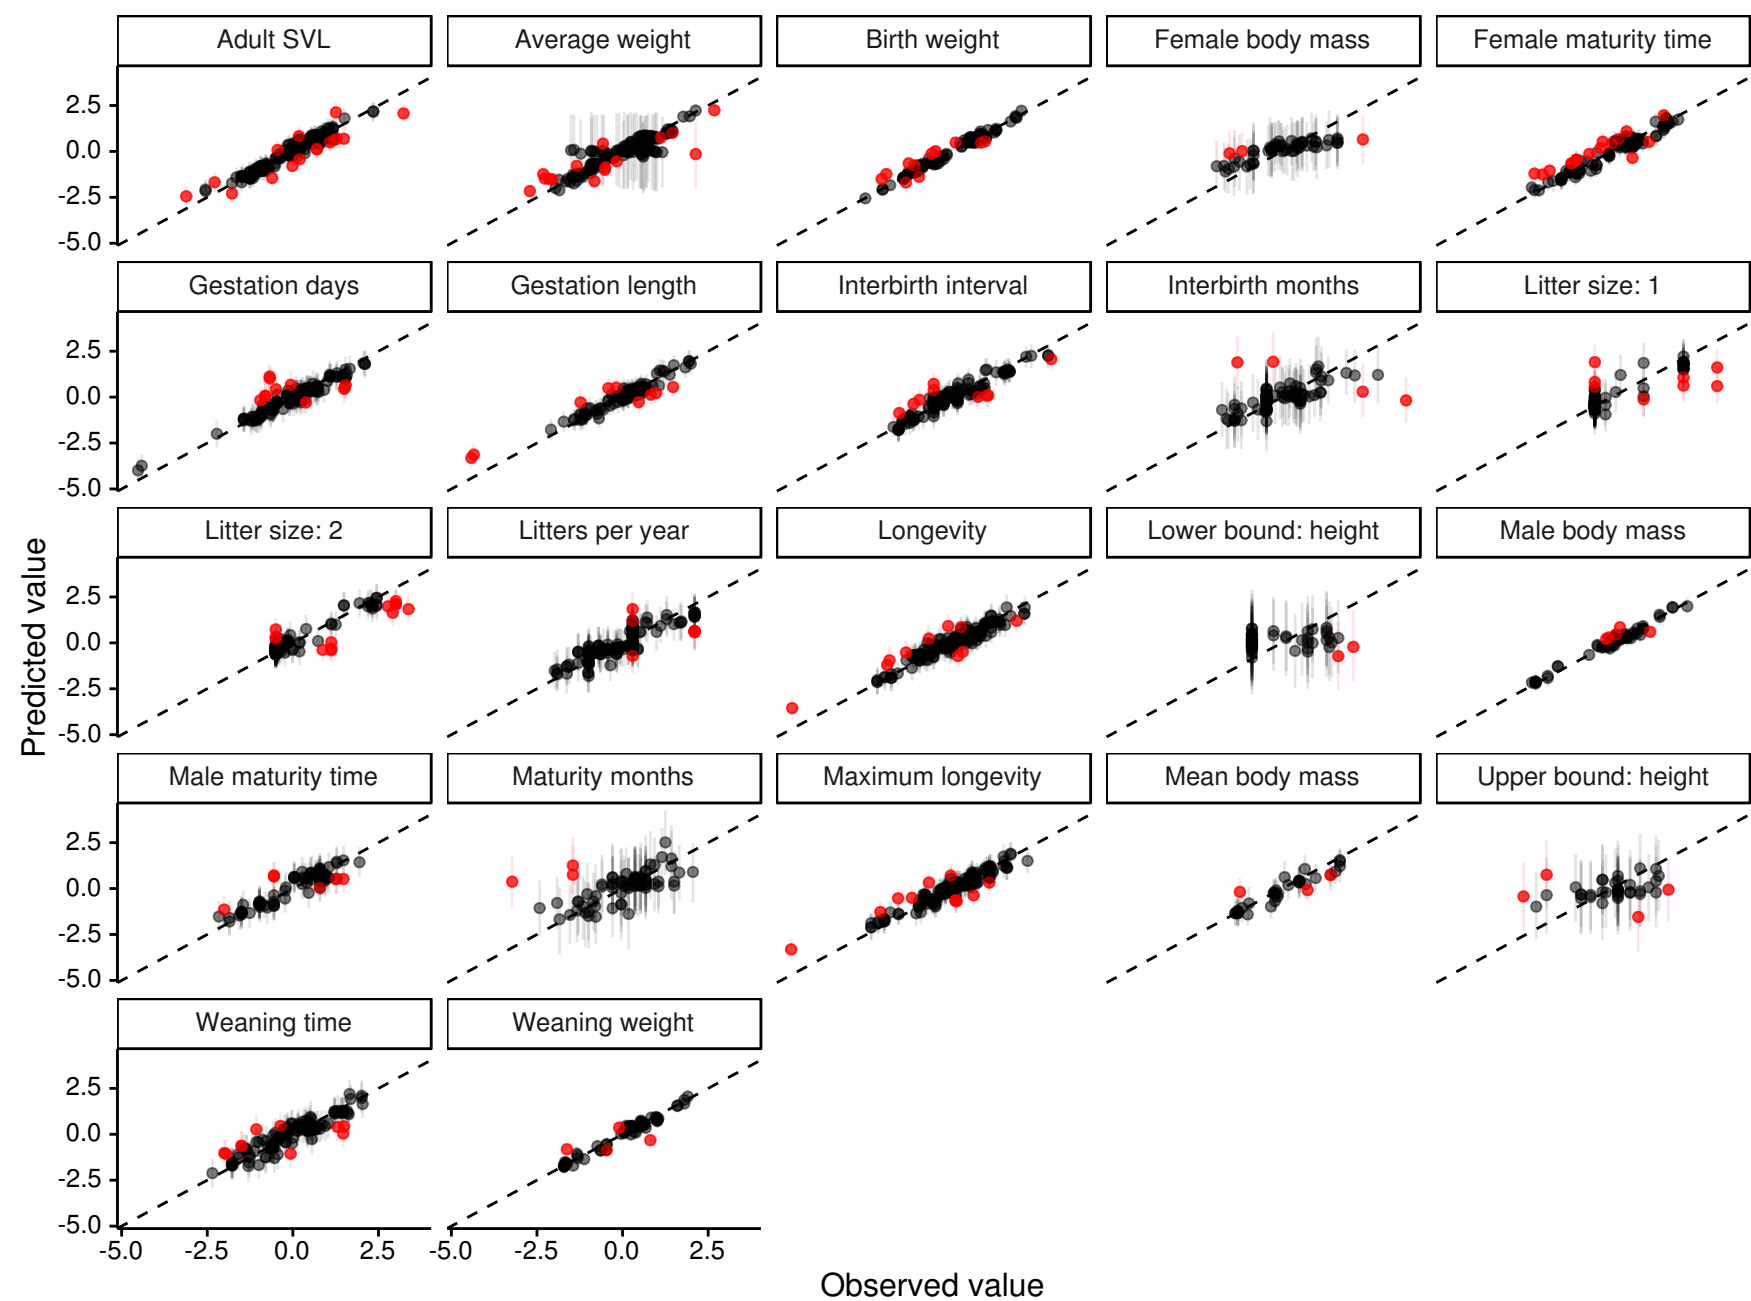 Adult SVL
Average weight
Birth weight
Female body mass
Female maturity time
2.5
0.0
-2.5
-5.0
Gestation days
Gestation length
Interbirth interval
Interbirth months
Litter size: 1
2.5
0.0
-2.5
-5.0
Litter size: 2
Litters per year
Longevity
Lower bound: height
Male body mass
2.5
0.0
-2.5
-5.0
Predicted value
Male maturity time
Maturity months
Maximum longevity
Mean body mass
Upper bound: height
2.5
0.0
-2.5
-5.0
Weaning time
Weaning weight
2.5
0.0
-2.5
-5.0
-5.0 -2.5 0.0 2.5
-5.0 -2.5 0.0 2.5
Observed value